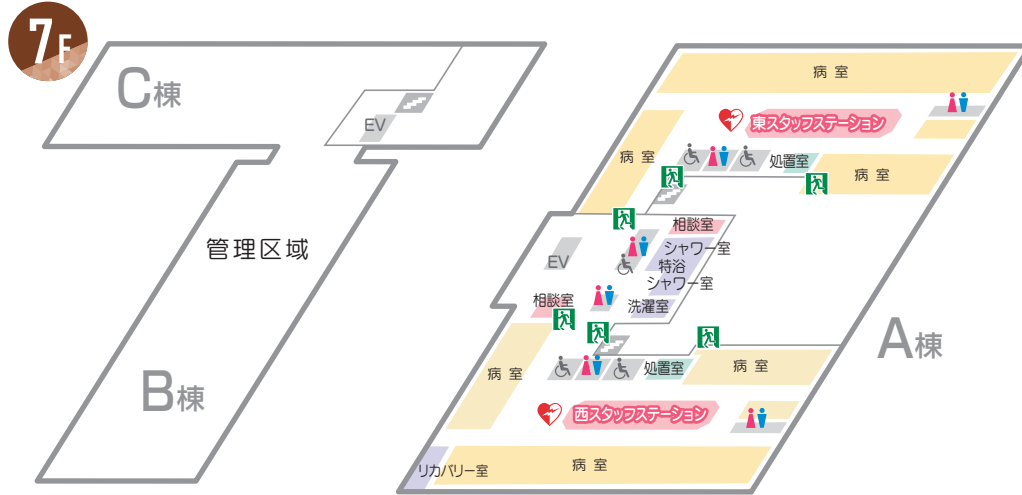 7F
C棟
EV
管理区域
B棟
病 室
東スタッフステーション
病 室
処置室
病 室
相談室
シャワー室
EV
特浴
シャワー室
相談室
洗濯室
A棟
病 室
処置室
病 室
西スタッフステーション
リカバリー室
病 室